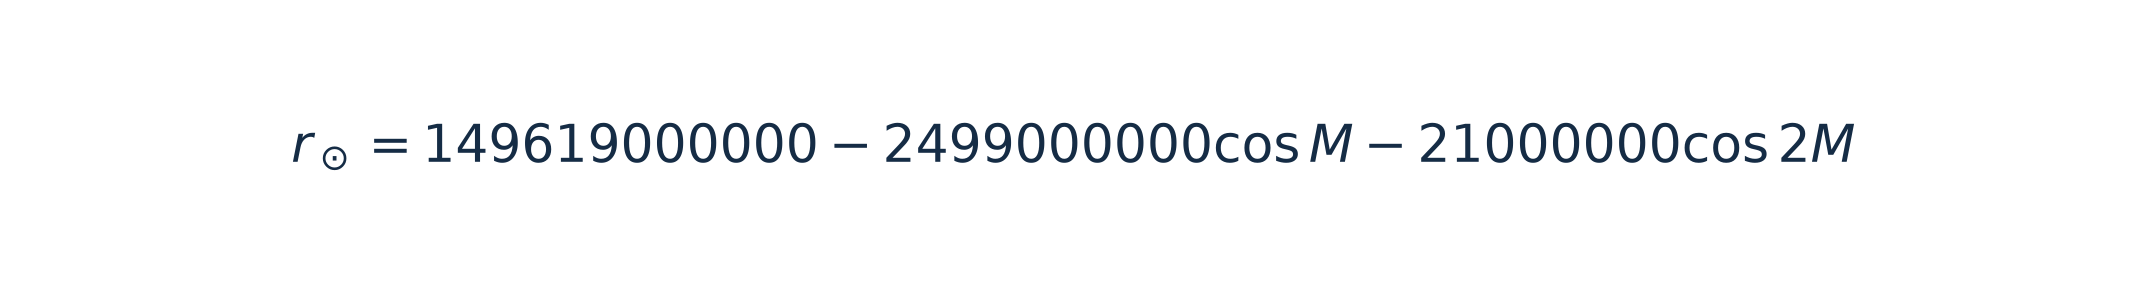 r⊙ = 149619000000 − 2499000000cos M − 21000000cos 2M